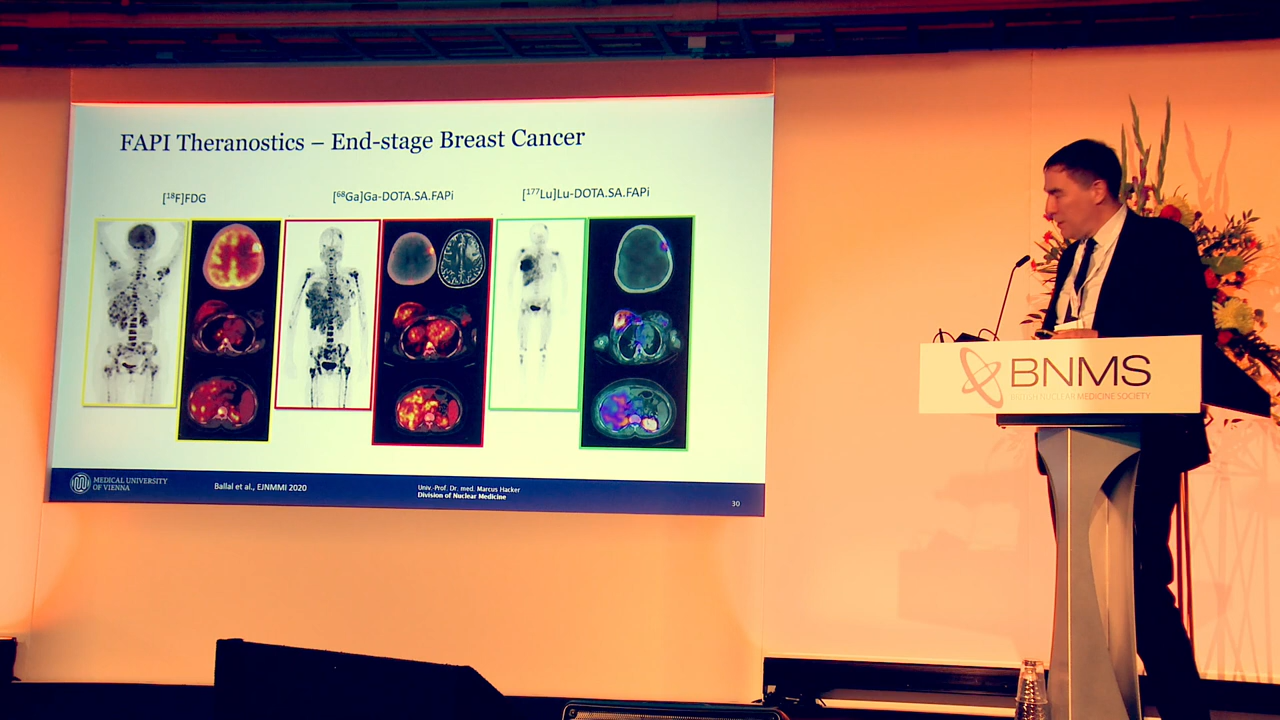 FAPI Theranostics – End-stage Breast Cancer
[¹⁸F]FDG
[⁶⁸Ga]Ga-DOTA.SA.FAPi
[¹⁷⁷Lu]Lu-DOTA.SA.FAPi
MEDICAL UNIVERSITY
OF VIENNA
Ballal et al., EJNMMI 2020
Univ.-Prof. Dr. med. Marcus Hacker
Division of Nuclear Medicine
30
BNMS
BRITISH NUCLEAR MEDICINE SOCIETY